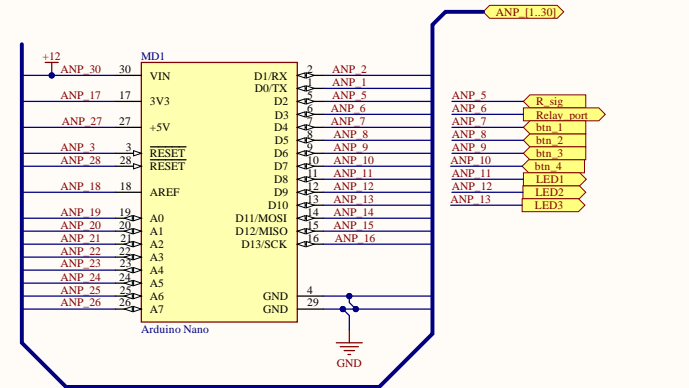 ANP_[1..30]
+12
MD1
ANP_30 30 VIN D1/RX 2 ANP_2
D0/TX 1 ANP_1
ANP_17 17 3V3 D2 5 ANP_5 ANP_5 R_sig
D3 6 ANP_6 ANP_6 Relay_port
ANP_27 27 +5V D4 7 ANP_7 ANP_7 btn_1
D5 8 ANP_8 ANP_8 btn_2
ANP_3 3 RESET D6 9 ANP_9 ANP_9 btn_3
ANP_28 28 RESET D7 10 ANP_10 ANP_10 btn_4
D8 11 ANP_11 ANP_11 LED1
ANP_18 18 AREF D9 12 ANP_12 ANP_12 LED2
D10 13 ANP_13 ANP_13 LED3
ANP_19 19 A0 D11/MOSI 14 ANP_14
ANP_20 20 A1 D12/MISO 15 ANP_15
ANP_21 21 A2 D13/SCK 16 ANP_16
ANP_22 22 A3
ANP_23 23 A4
ANP_24 24 A5
ANP_25 25 A6 GND 4
ANP_26 26 A7 GND 29
Arduino Nano
GND